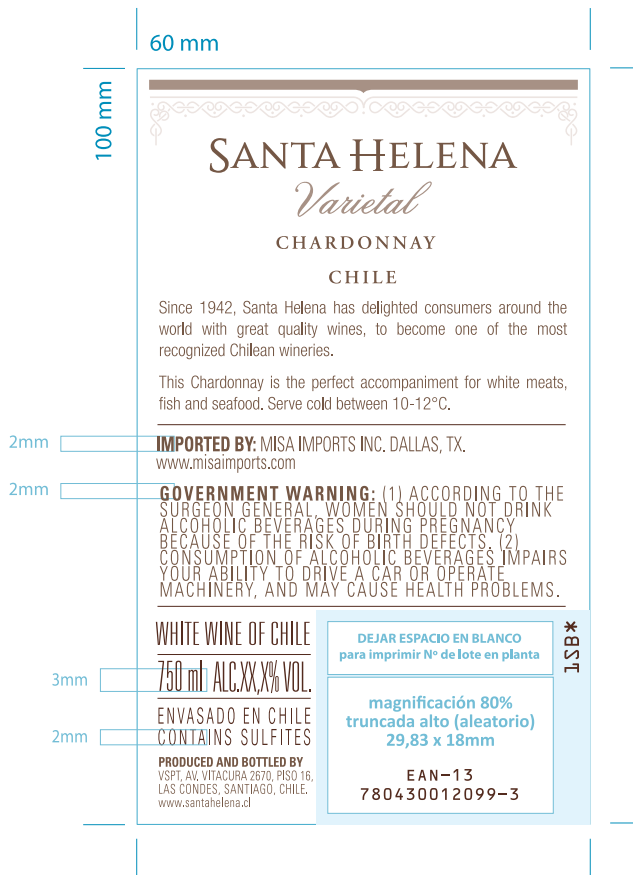 60 mm
100 mm
SANTA HELENA
Varietal
CHARDONNAY
CHILE
Since 1942, Santa Helena has delighted consumers around the
world with great quality wines, to become one of the most
recognized Chilean wineries.
This Chardonnay is the perfect accompaniment for white meats,
fish and seafood. Serve cold between 10-12°C.
2mm
IMPORTED BY: MISA IMPORTS INC. DALLAS, TX.
www.misaimports.com
2mm
GOVERNMENT WARNING: (1) ACCORDING TO THE
SURGEON GENERAL, WOMEN SHOULD NOT DRINK
ALCOHOLIC BEVERAGES DURING PREGNANCY
BECAUSE OF THE RISK OF BIRTH DEFECTS. (2)
CONSUMPTION OF ALCOHOLIC BEVERAGES IMPAIRS
YOUR ABILITY TO DRIVE A CAR OR OPERATE
MACHINERY, AND MAY CAUSE HEALTH PROBLEMS.
WHITE WINE OF CHILE
3mm
750 ml ALC.XX,X% VOL.
ENVASADO EN CHILE
2mm
CONTAINS SULFITES
PRODUCED AND BOTTLED BY
VSPT, AV. VITACURA 2670, PISO 16,
LAS CONDES, SANTIAGO, CHILE.
www.santahelena.cl
DEJAR ESPACIO EN BLANCO
para imprimir Nº de lote en planta
1SB*
magnificación 80%
truncada alto (aleatorio)
29,83 x 18mm
EAN-13
780430012099-3